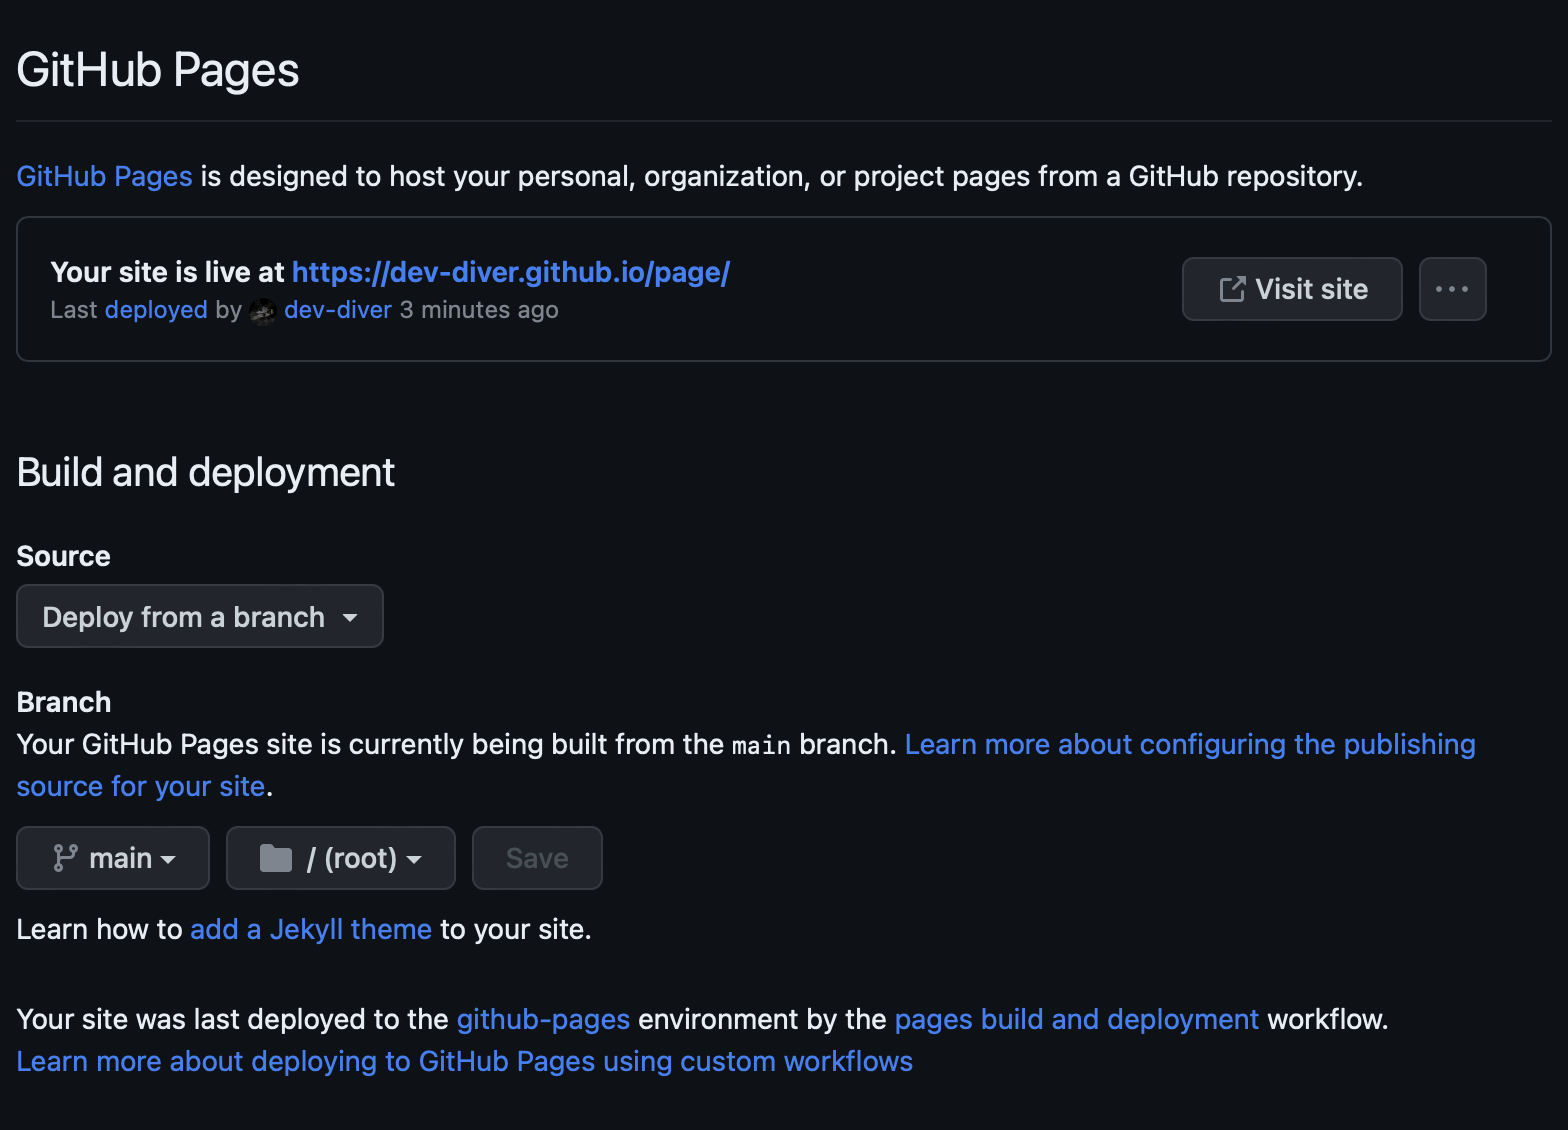 GitHub Pages
GitHub Pages is designed to host your personal, organization, or project pages from a GitHub repository.
Your site is live at https://dev-diver.github.io/page/
Last deployed by dev-diver 3 minutes ago
Visit site
Build and deployment
Source
Deploy from a branch
Branch
Your GitHub Pages site is currently being built from the main branch. Learn more about configuring the publishing
source for your site.
main
/ (root)
Save
Learn how to add a Jekyll theme to your site.
Your site was last deployed to the github-pages environment by the pages build and deployment workflow.
Learn more about deploying to GitHub Pages using custom workflows